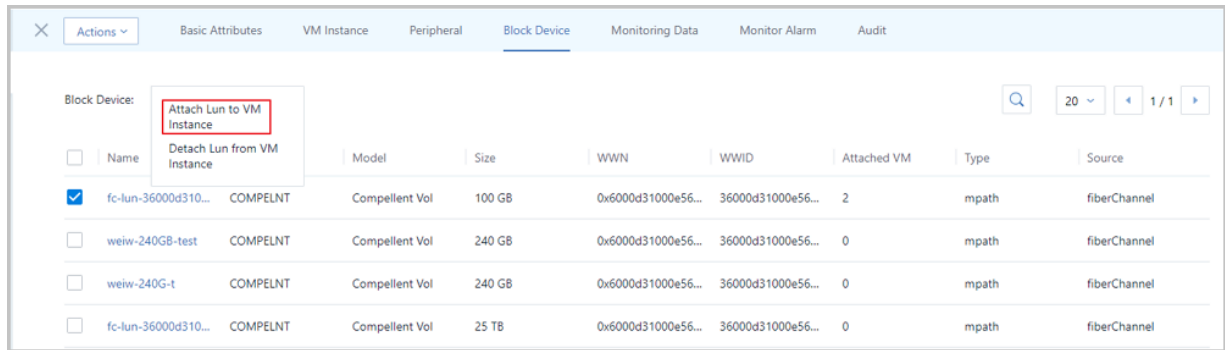 Actions Basic Attributes VM Instance Peripheral Block Device Monitoring Data Monitor Alarm Audit
Block Device: 20 1 / 1
Attach Lun to VM
Instance
Detach Lun from VM
Instance
Name Model Size WWN WWID Attached VM Type Source
fc-lun-36000d310... COMPELNT Compellent Vol 100 GB 0x6000d31000e56... 36000d31000e56... 2 mpath fiberChannel
weiw-240GB-test COMPELNT Compellent Vol 240 GB 0x6000d31000e56... 36000d31000e56... 0 mpath fiberChannel
weiw-240G-t COMPELNT Compellent Vol 240 GB 0x6000d31000e56... 36000d31000e56... 0 mpath fiberChannel
fc-lun-36000d310... COMPELNT Compellent Vol 25 TB 0x6000d31000e56... 36000d31000e56... 0 mpath fiberChannel